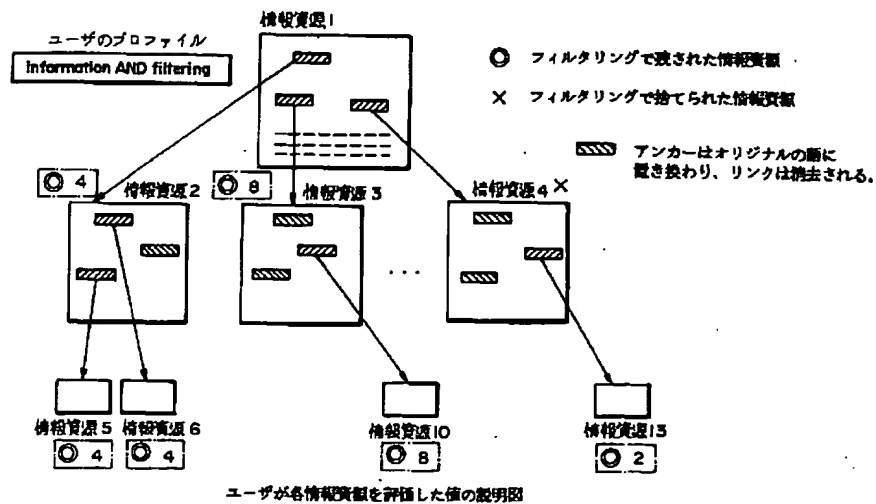 情報資源1
ユーザのプロファイル
Information AND filtering
◎ フィルタリングで残された情報資源
× フィルタリングで捨てられた情報資源
アンカーはオリジナルの語に
置き換わり、リンクは消去される。
◎ 4
情報資源2
◎ 8
情報資源3
情報資源4 ×
...
情報資源5
情報資源6
情報資源10
情報資源13
◎ 4
◎ 4
◎ 8
◎ 2
ユーザが各情報資源を評価した値の説明図